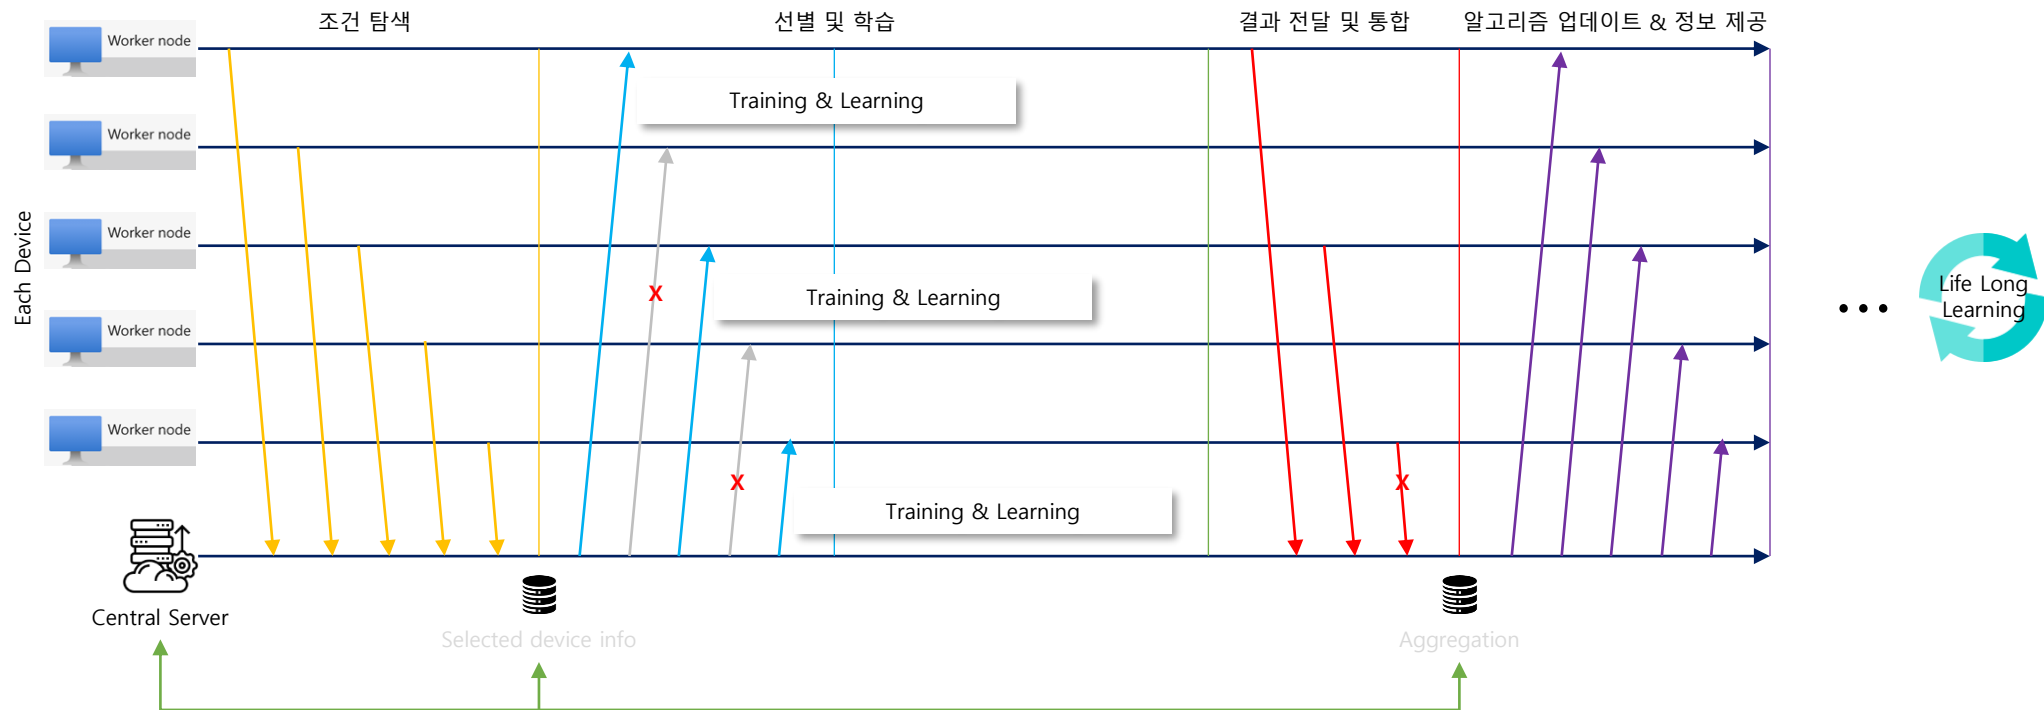 조건 탐색
선별 및 학습
결과 전달 및 통합
알고리즘 업데이트 & 정보 제공
Worker node
Training & Learning
Worker node
Each Device
Worker node
X
Training & Learning
Life Long
Learning
Worker node
Worker node
X
X
Training & Learning
Central Server
Selected device info
Aggregation